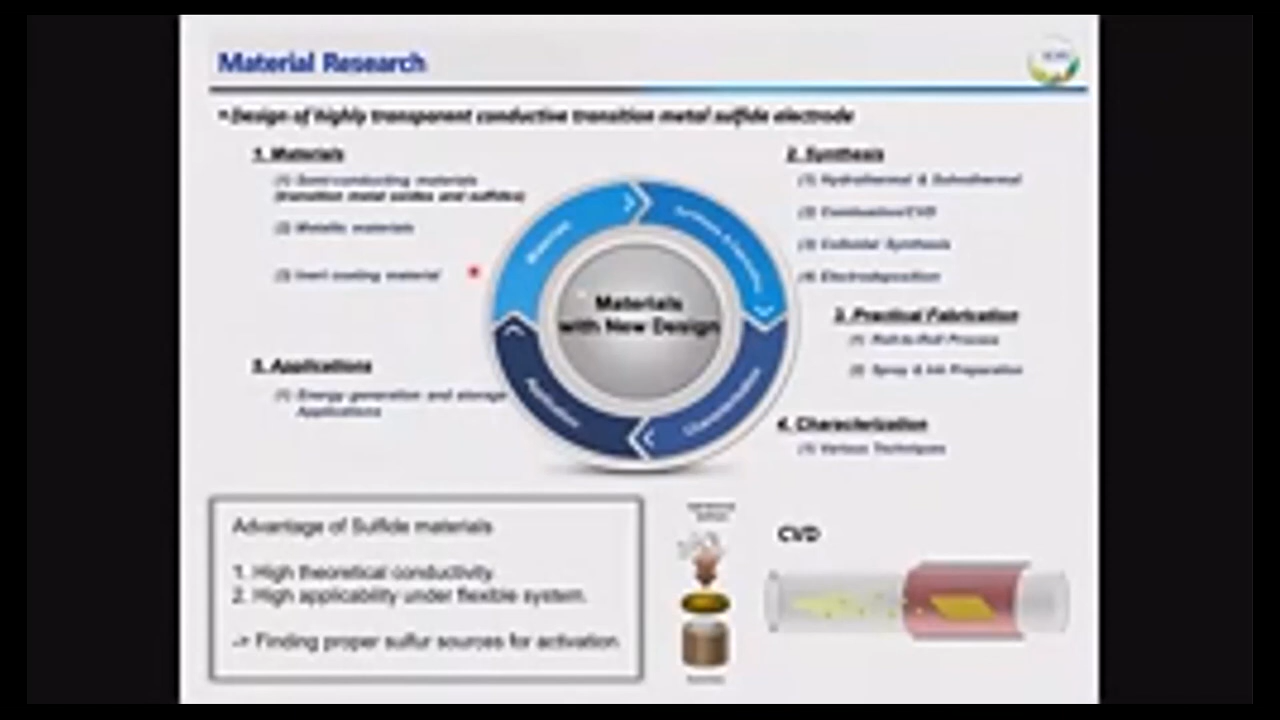 Material Research
• Design of highly transparent conductive transition metal sulfide electrode
1. Materials
(1) Semi-conducting materials
(transition metal oxides and sulfides)
(2) Metallic materials
(3) Inert coating material
2. Synthesis
(1) Hydrothermal & Solvothermal
(2) Combustion/CVD
(3) Colloidal Synthesis
(4) Electrodeposition
3. Practical Fabrication
(1) Roll-to-Roll Process
(2) Spray & Ink Preparation
4. Characterization
(1) Various Techniques
5. Applications
(1) Energy generation and storage
Applications
Materials
Characterization
Application
Materials
with New Design
Advantage of Sulfide materials
1. High theoretical conductivity.
2. High applicability under flexible system.
-> Finding proper sulfur sources for activation
CVD